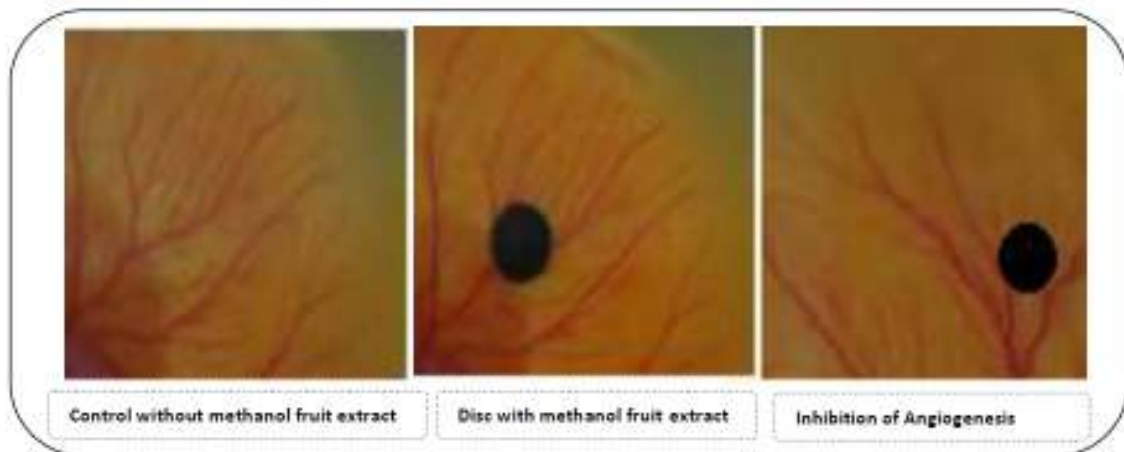 Control without methanol fruit extract
Disc with methanol fruit extract
Inhibition of Angiogenesis